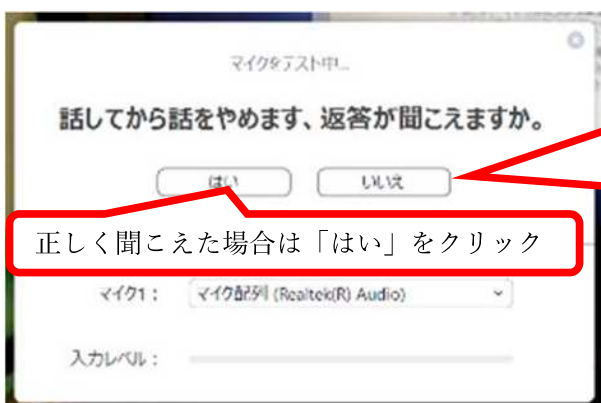 マイクをテスト中...
話してから話をやめます、返答が聞こえますか。
はい
いいえ
正しく聞こえた場合は「はい」をクリック
マイク1：
マイク配列 (Realtek(R) Audio)
入力レベル：